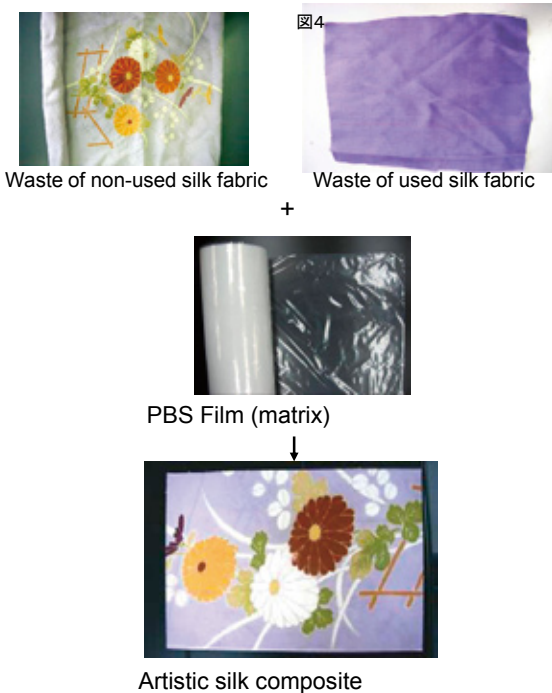 図4
Waste of non-used silk fabric
Waste of used silk fabric
+
PBS Film (matrix)
Artistic silk composite